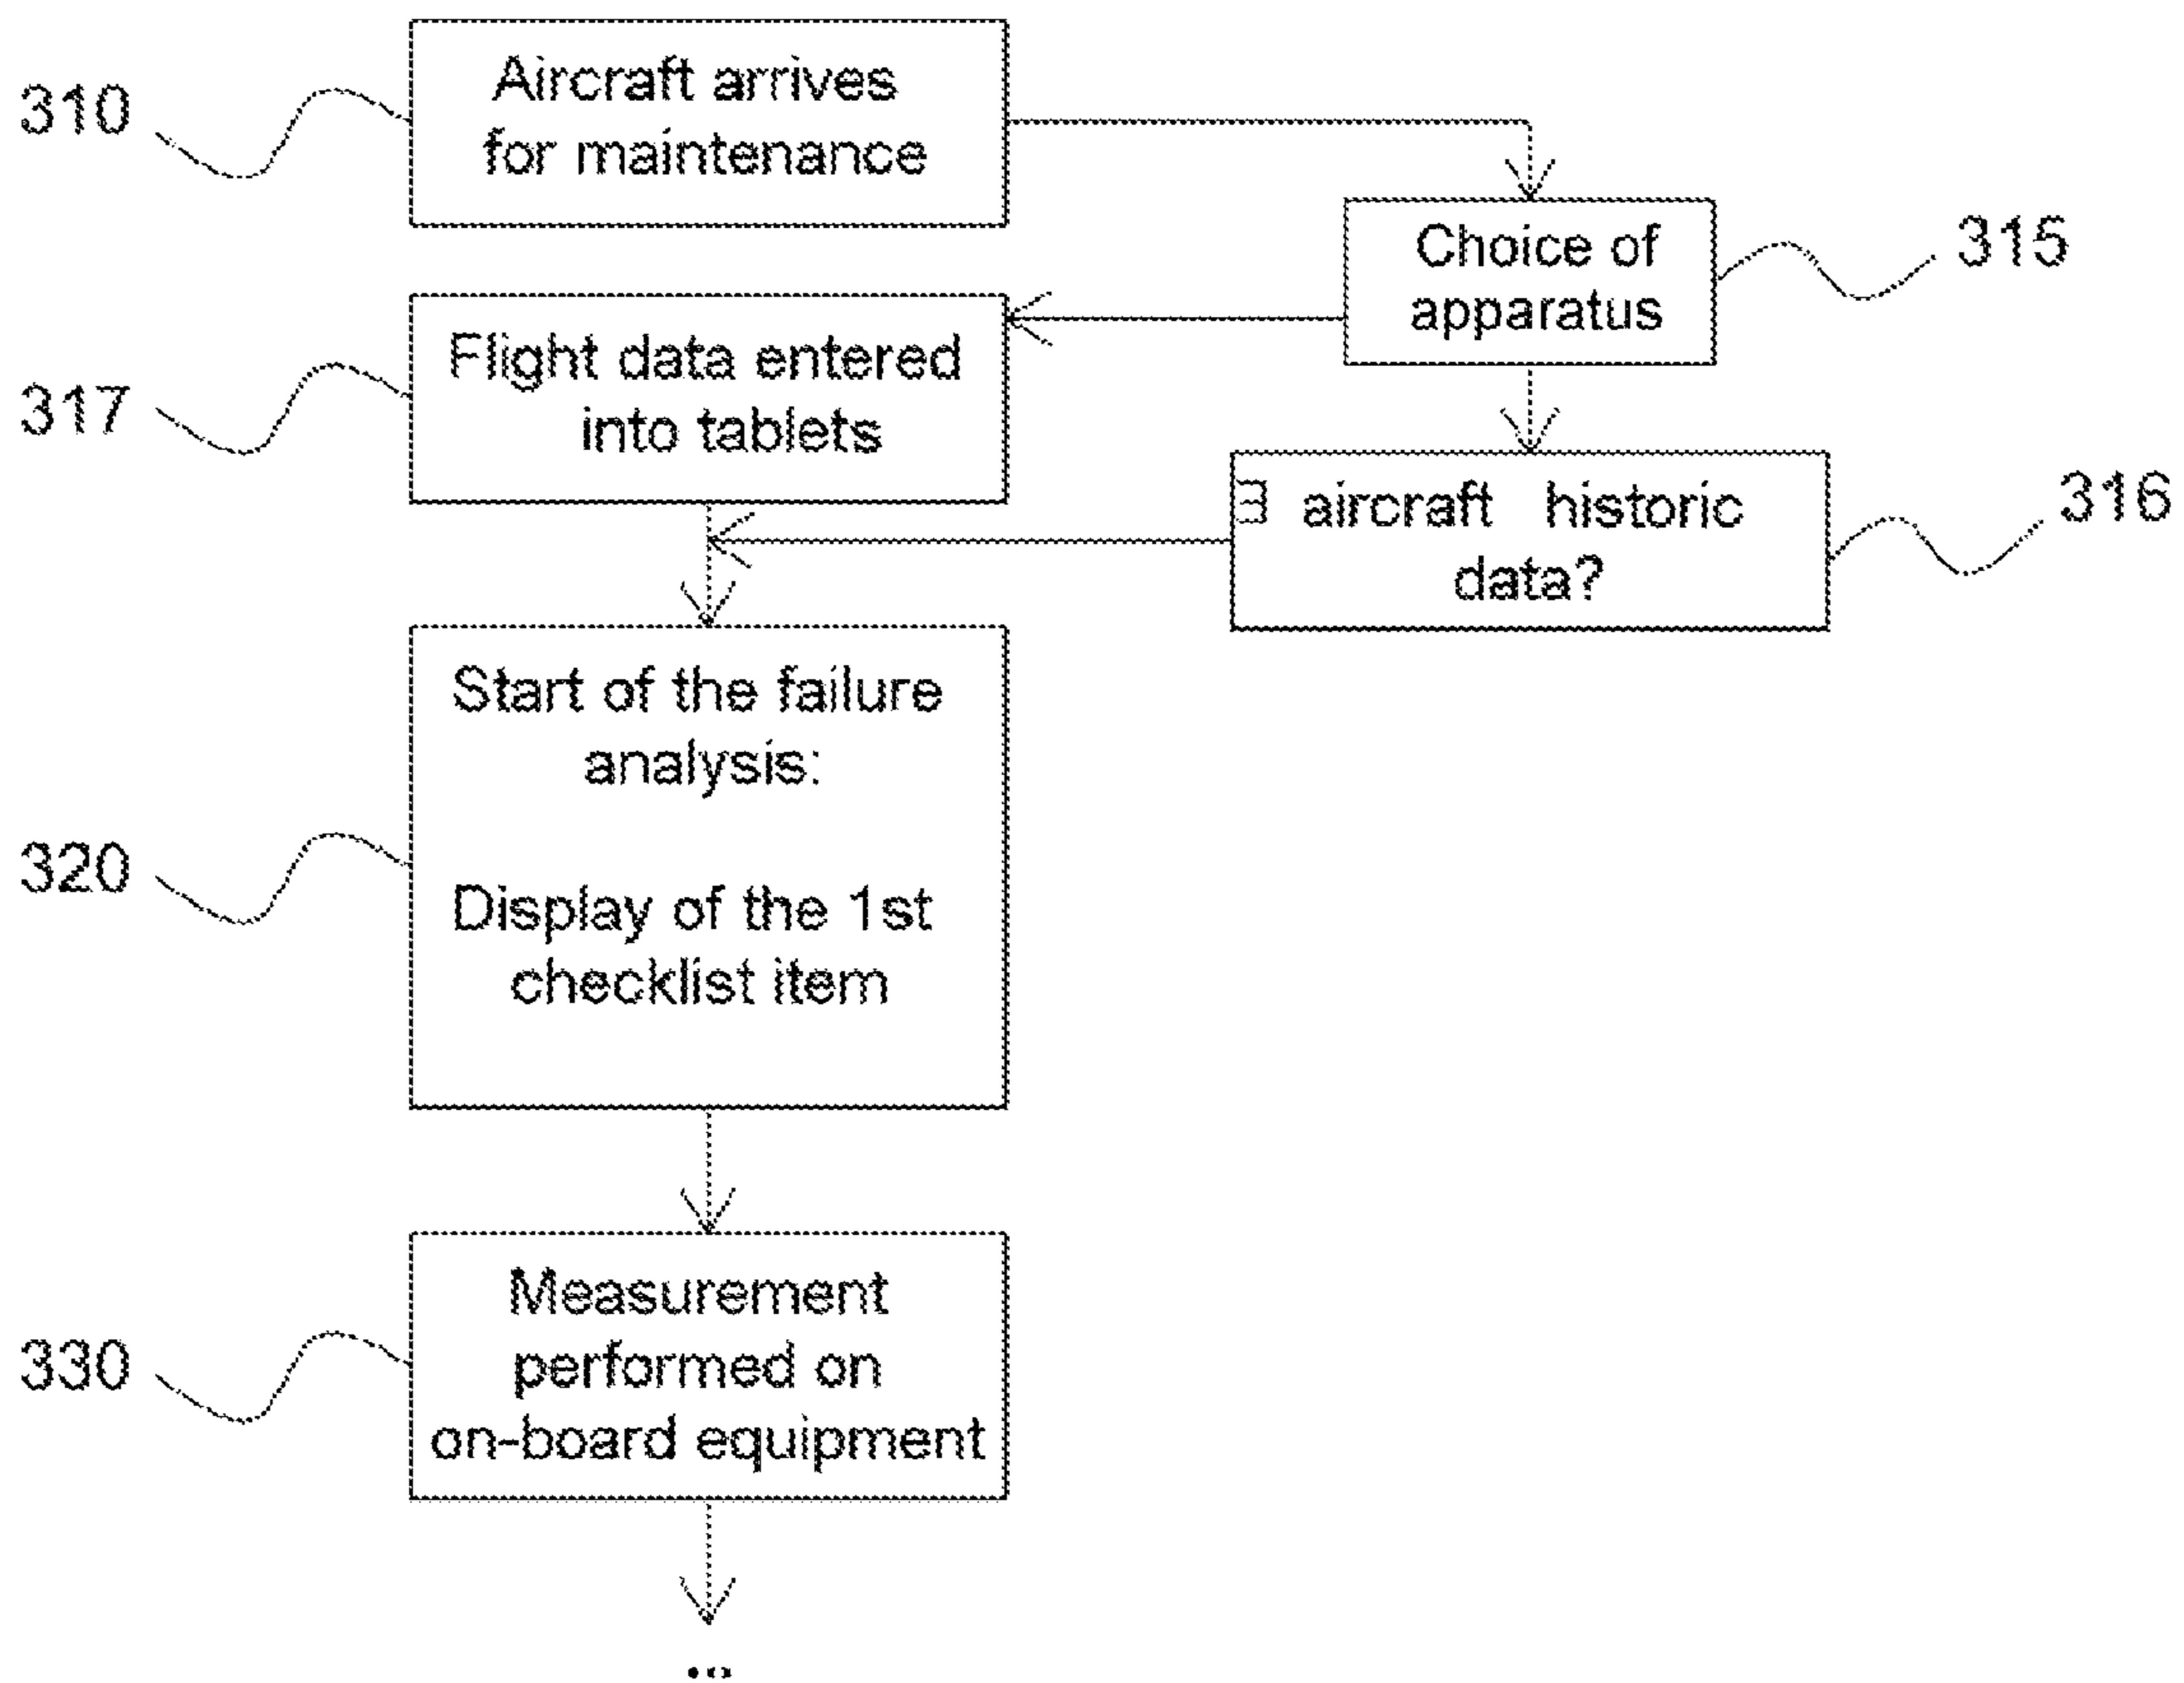 310
Aircraft arrives
for maintenance
Choice of
apparatus
315
317
Flight data entered
into tablets
∃ aircraft historic
data?
316
320
Start of the failure
analysis:
Display of the 1st
checklist item
330
Measurement
performed on
on-board equipment
...